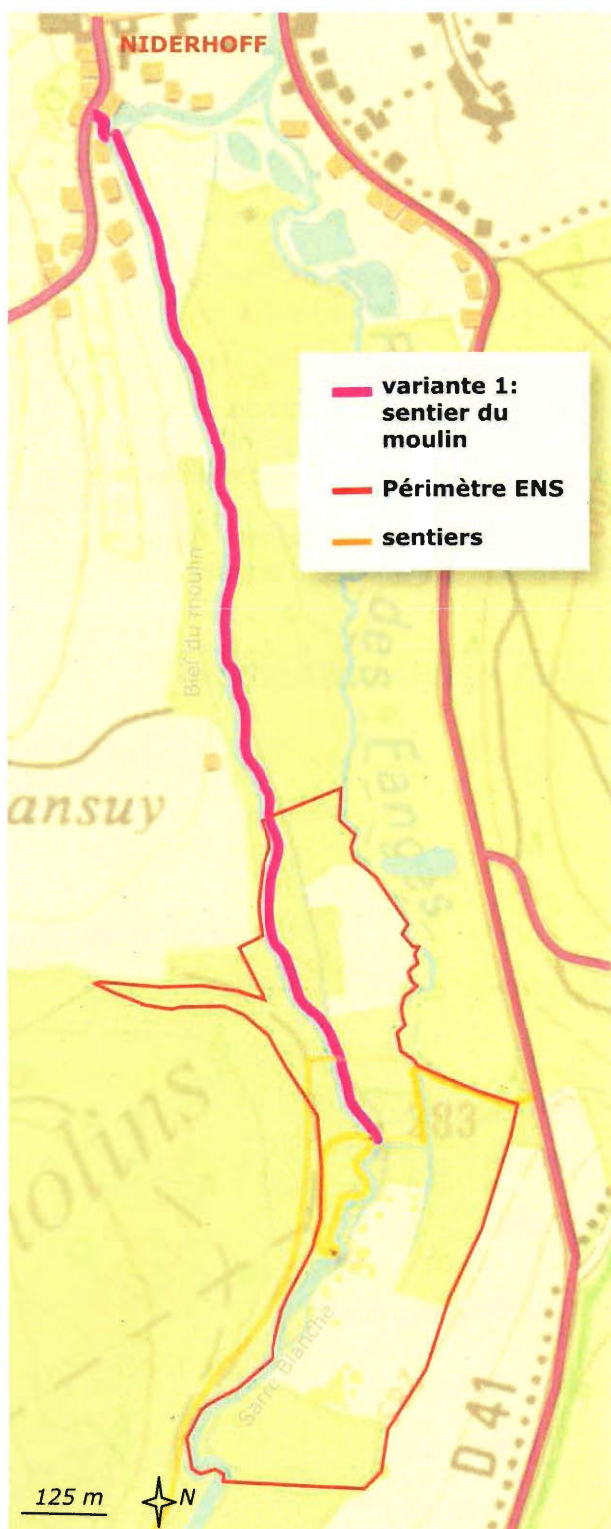 NIDERHOFF
variante 1:
sentier du
moulin
Périmètre ENS
sentiers
Bief du moulin
des Fanges
ansuy
283
olins
Sarre Blanche
D 41
125 m
N